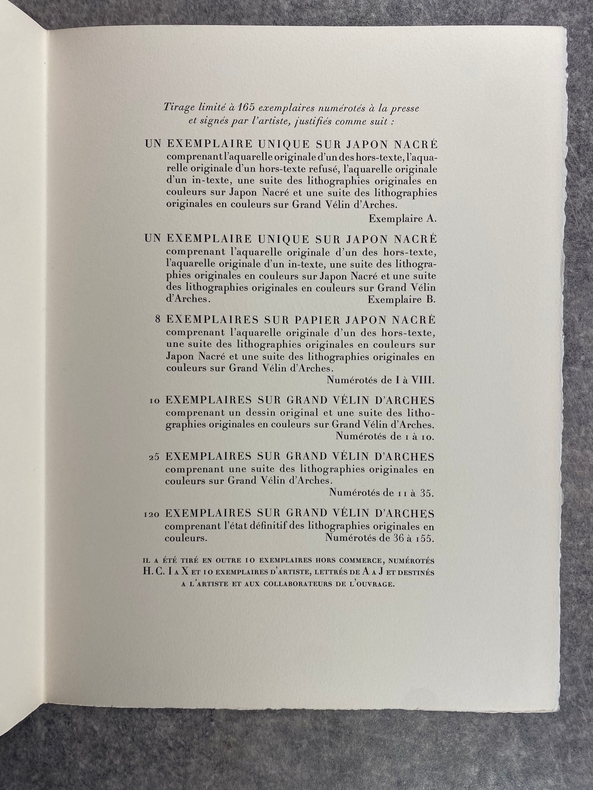 Tirage limité à 165 exemplaires numérotés à la presse
et signés par l'artiste, justifiés comme suit :
UN EXEMPLAIRE UNIQUE SUR JAPON NACRÉ
comprenant l'aquarelle originale d'un des hors-texte, l'aqua-
relle originale d'un hors-texte refusé, l'aquarelle originale
d'un in-texte, une suite des lithographies originales en
couleurs sur Japon Nacré et une suite des lithographies
originales en couleurs sur Grand Vélin d'Arches.
Exemplaire A.
UN EXEMPLAIRE UNIQUE SUR JAPON NACRÉ
comprenant l'aquarelle originale d'un des hors-texte,
l'aquarelle originale d'un in-texte, une suite des lithogra-
phies originales en couleurs sur Japon Nacré et une suite
des lithographies originales en couleurs sur Grand Vélin
d'Arches. Exemplaire B.
8 EXEMPLAIRES SUR PAPIER JAPON NACRÉ
comprenant l'aquarelle originale d'un des hors-texte,
une suite des lithographies originales en couleurs sur
Japon Nacré et une suite des lithographies originales en
couleurs sur Grand Vélin d'Arches.
Numérotés de I à VIII.
10 EXEMPLAIRES SUR GRAND VÉLIN D'ARCHES
comprenant un dessin original et une suite des litho-
graphies originales en couleurs sur Grand Vélin d'Arches.
Numérotés de 1 à 10.
25 EXEMPLAIRES SUR GRAND VÉLIN D'ARCHES
comprenant une suite des lithographies originales en
couleurs sur Grand Vélin d'Arches.
Numérotés de 11 à 35.
120 EXEMPLAIRES SUR GRAND VÉLIN D'ARCHES
comprenant l'état définitif des lithographies originales en
couleurs. Numérotés de 36 à 155.
IL A ÉTÉ TIRÉ EN OUTRE 10 EXEMPLAIRES HORS COMMERCE, NUMÉROTÉS
H. C. I A X ET 10 EXEMPLAIRES D'ARTISTE, LETTRÉS DE A A J ET DESTINÉS
A L'ARTISTE ET AUX COLLABORATEURS DE L'OUVRAGE.